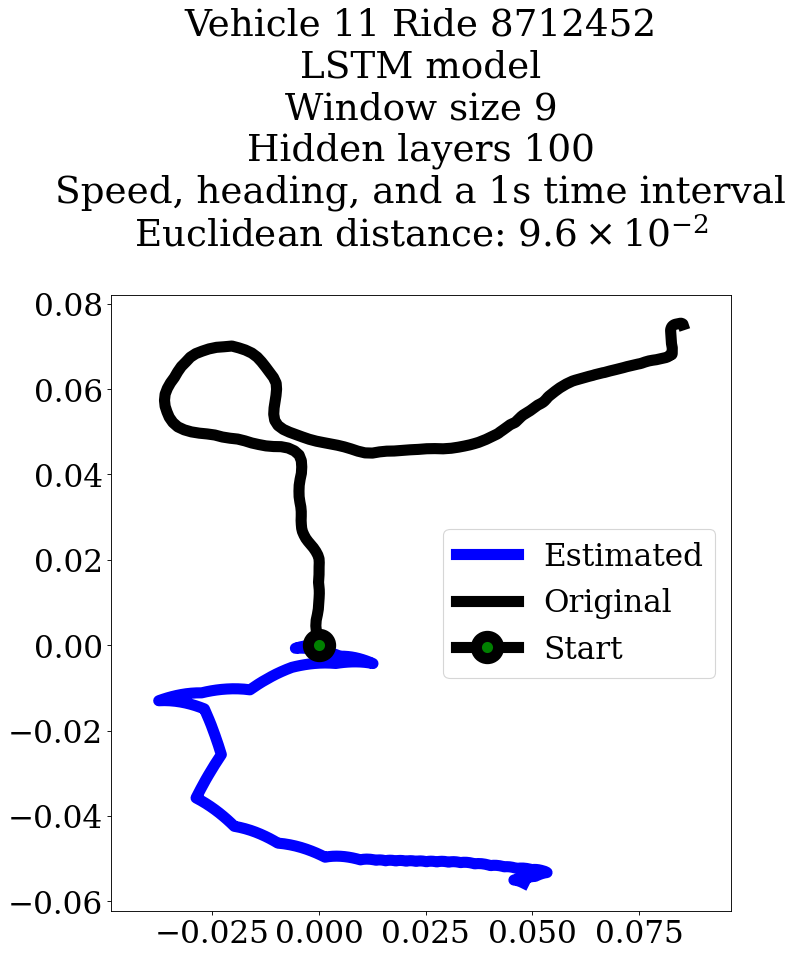 Vehicle 11 Ride 8712452
LSTM model
Window size 9
Hidden layers 100
Speed, heading, and a 1s time interval
Euclidean distance: 9.6 × 10⁻²
0.08
0.06
0.04
0.02
0.00
−0.02
−0.04
−0.06
Estimated
Original
Start
−0.025 0.000 0.025 0.050 0.075